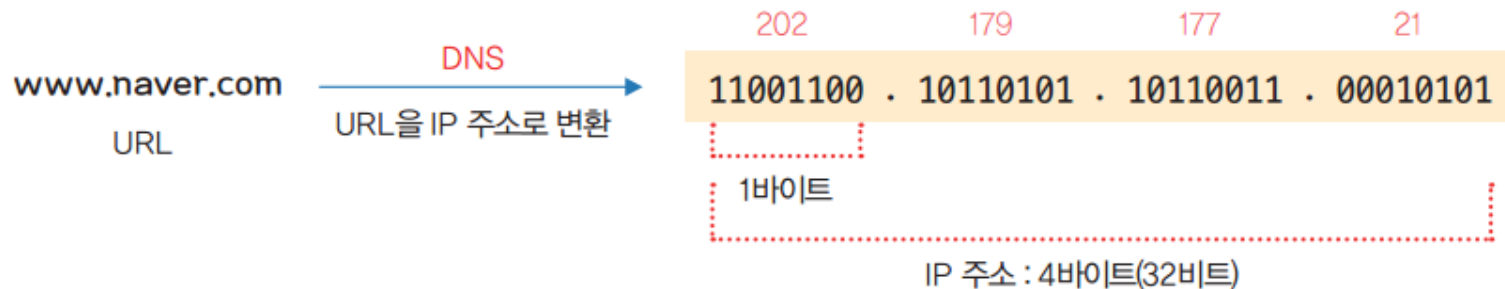 202 179 177 21
www.naver.com DNS 11001100 . 10110101 . 10110011 . 00010101
URL URL을 IP 주소로 변환
1바이트
IP 주소 : 4바이트(32비트)